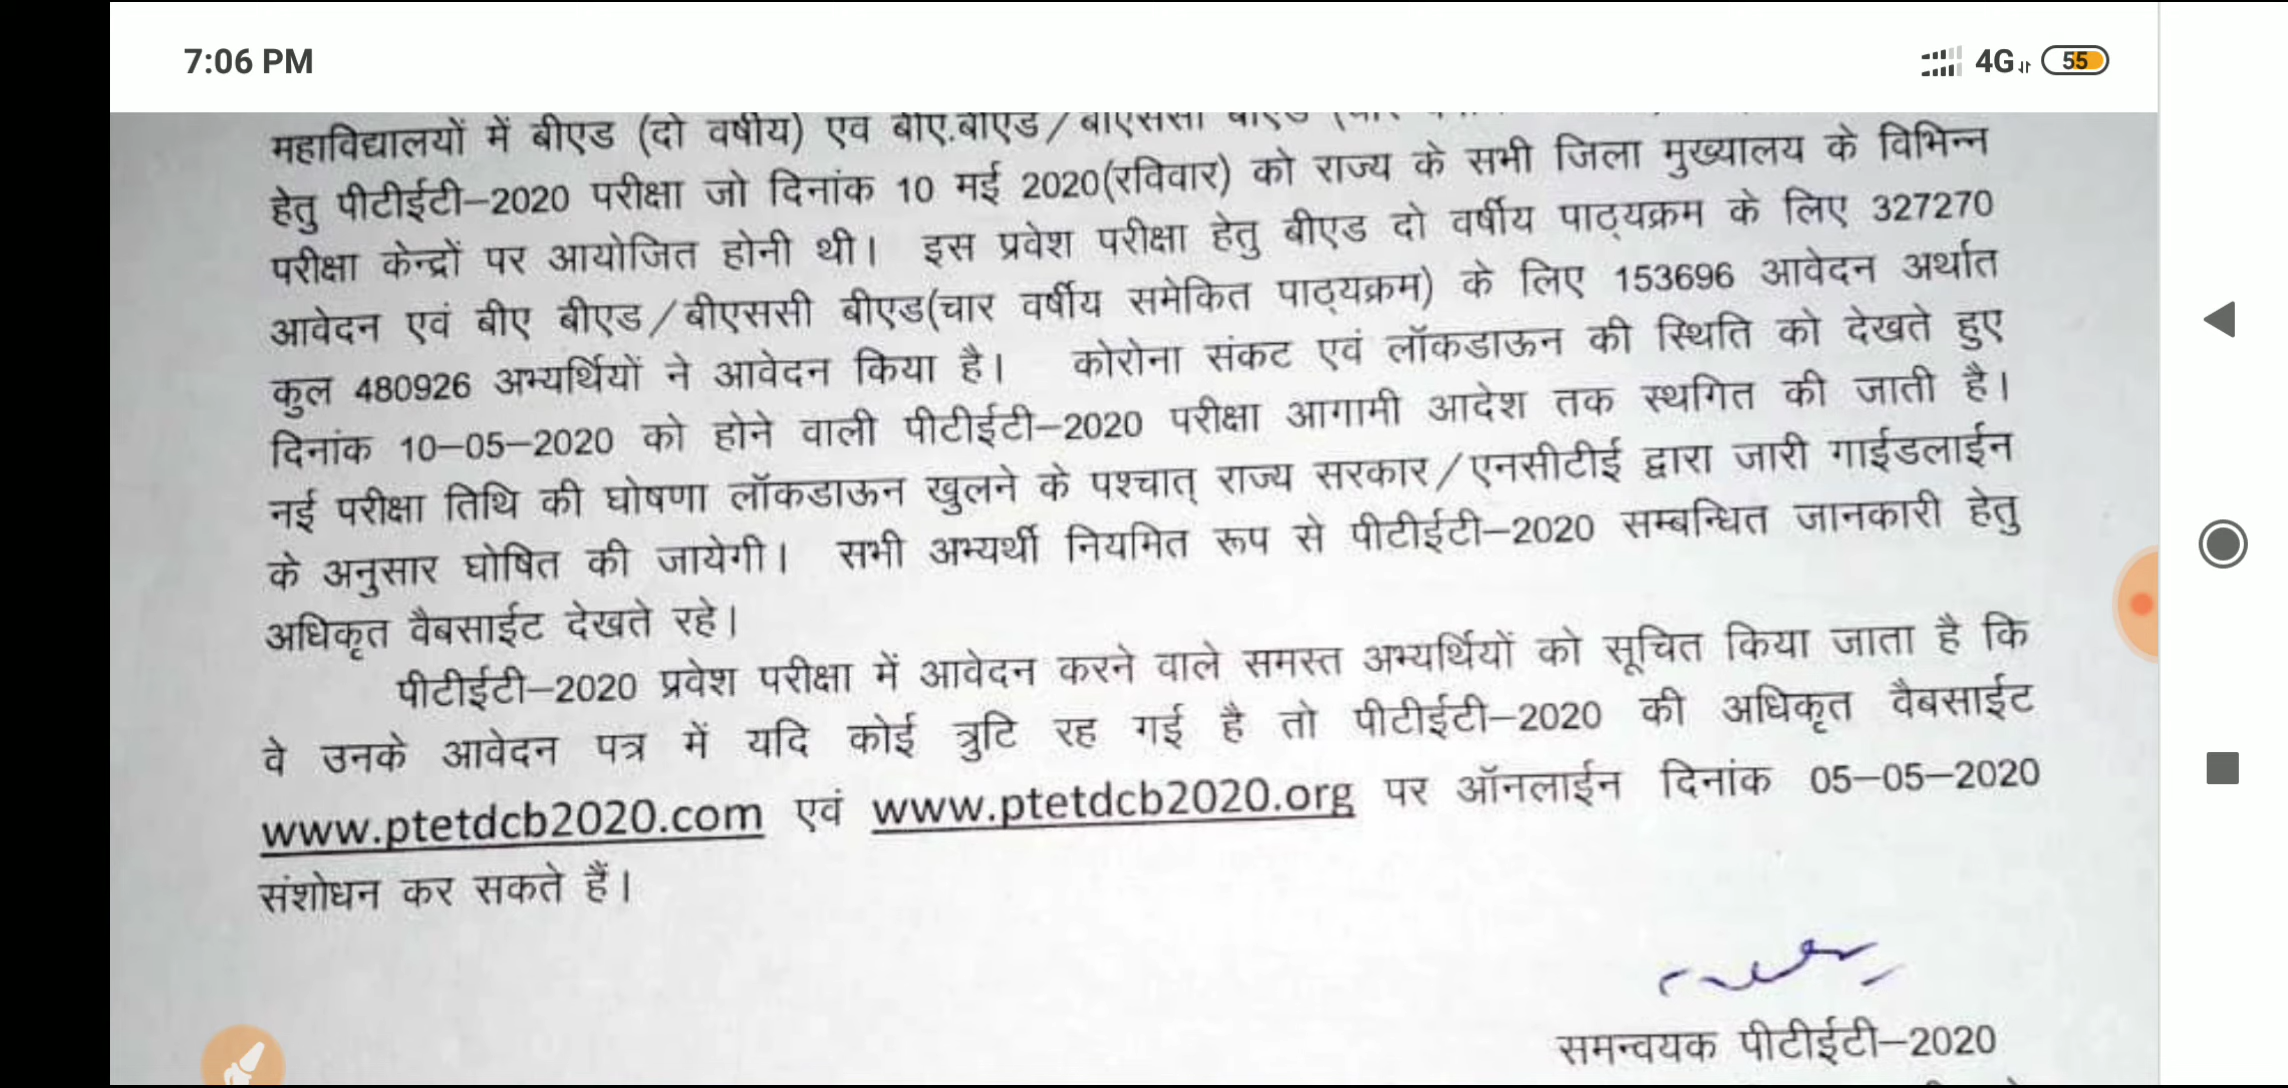 7:06 PM
4G
55
महाविद्यालयों में बीएड (दो वर्षीय) एवं बीए.बीएड/बीएससी बीएड
हेतु पीटीईटी–2020 परीक्षा जो दिनांक 10 मई 2020(रविवार) को राज्य के सभी जिला मुख्यालय के विभिन्न
परीक्षा केन्द्रों पर आयोजित होनी थी। इस प्रवेश परीक्षा हेतु बीएड दो वर्षीय पाठ्यक्रम के लिए 327270
आवेदन एवं बीए बीएड/बीएससी बीएड(चार वर्षीय समेकित पाठ्यक्रम) के लिए 153696 आवेदन अर्थात
कुल 480926 अभ्यर्थियों ने आवेदन किया है। कोरोना संकट एवं लॉकडाऊन की स्थिति को देखते हुए
दिनांक 10–05–2020 को होने वाली पीटीईटी–2020 परीक्षा आगामी आदेश तक स्थगित की जाती है।
नई परीक्षा तिथि की घोषणा लॉकडाऊन खुलने के पश्चात् राज्य सरकार/एनसीटीई द्वारा जारी गाईडलाईन
के अनुसार घोषित की जायेगी। सभी अभ्यर्थी नियमित रूप से पीटीईटी–2020 सम्बन्धित जानकारी हेतु
अधिकृत वैबसाईट देखते रहे।
पीटीईटी–2020 प्रवेश परीक्षा में आवेदन करने वाले समस्त अभ्यर्थियों को सूचित किया जाता है कि
वे उनके आवेदन पत्र में यदि कोई त्रुटि रह गई है तो पीटीईटी–2020 की अधिकृत वैबसाईट
www.ptetdcb2020.com एवं www.ptetdcb2020.org पर ऑनलाईन दिनांक 05–05–2020
संशोधन कर सकते हैं।
समन्वयक पीटीईटी–2020